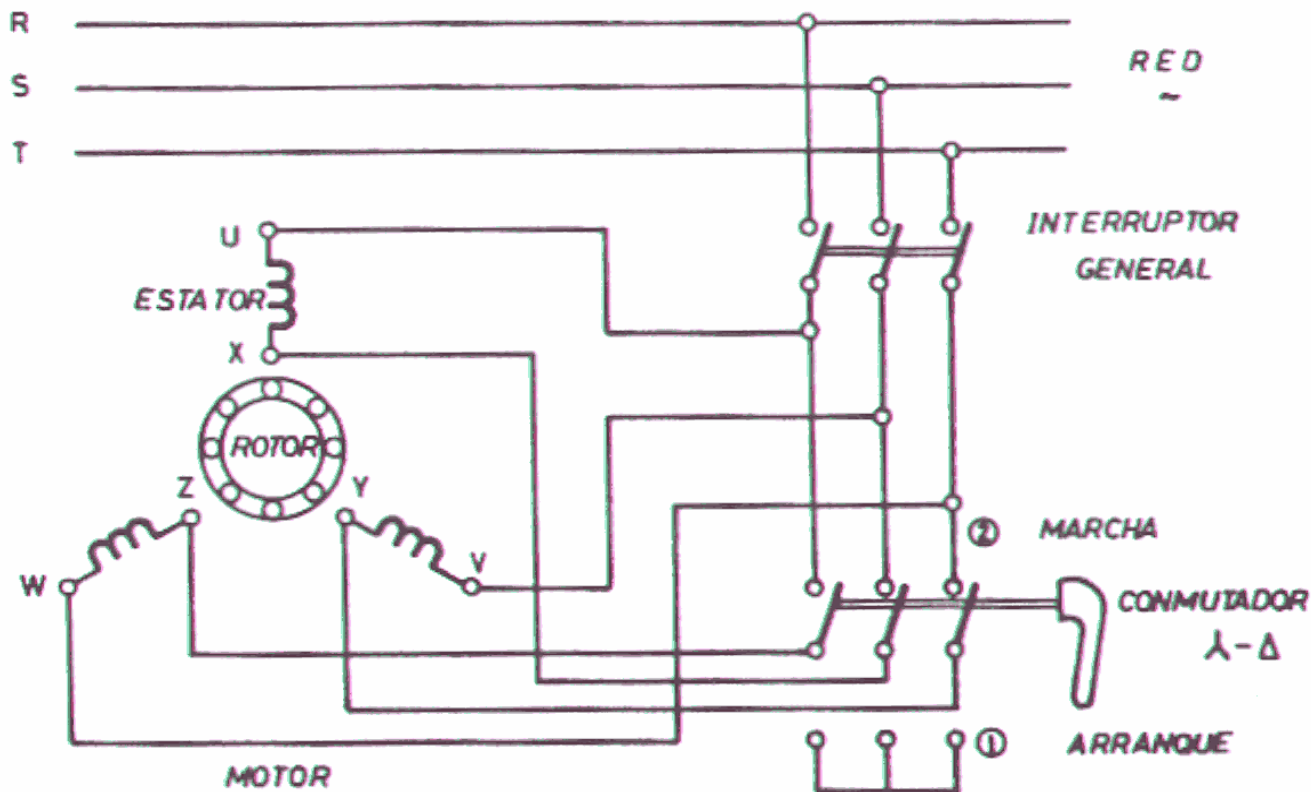 R
S
T
RED
~
INTERRUPTOR
GENERAL
U
ESTATOR
X
ROTOR
Z
Y
W
V
② MARCHA
CONMUTADOR
⅄-Δ
① ARRANQUE
MOTOR